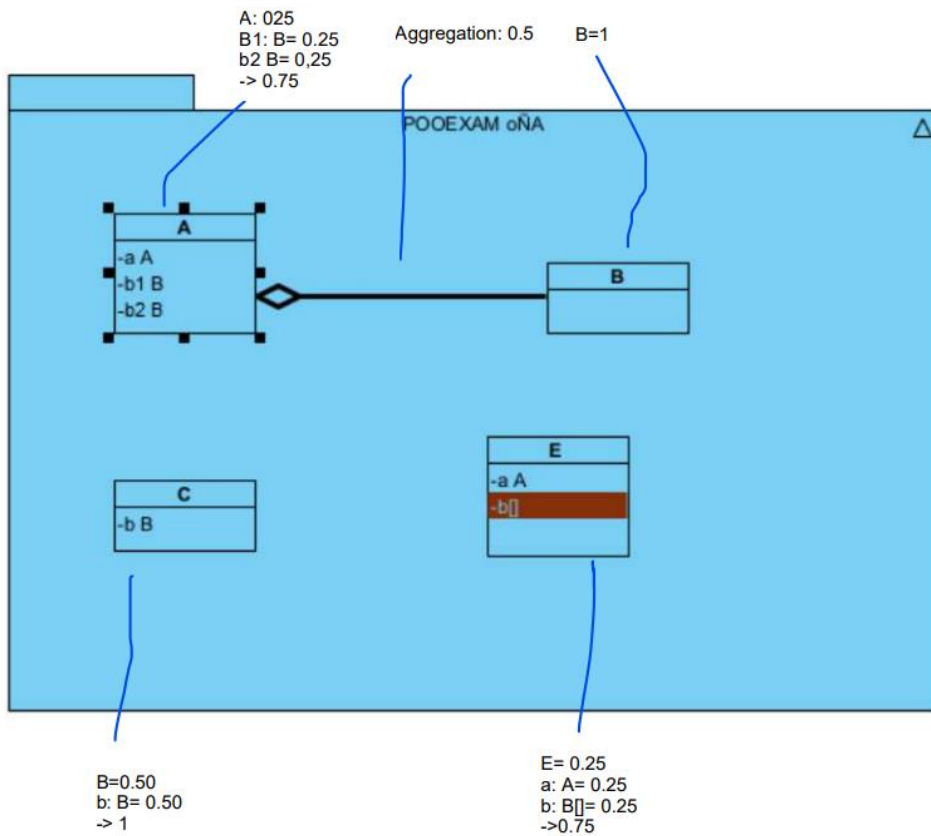 A: 025
B1: B= 0.25
b2 B= 0,25
-> 0.75
Aggregation: 0.5
B=1
POOEXAM oÑA
A
-a A
-b1 B
-b2 B
B
C
-b B
E
-a A
-b[]
B=0.50
b: B= 0.50
-> 1
E= 0.25
a: A= 0.25
b: B[]= 0.25
->0.75